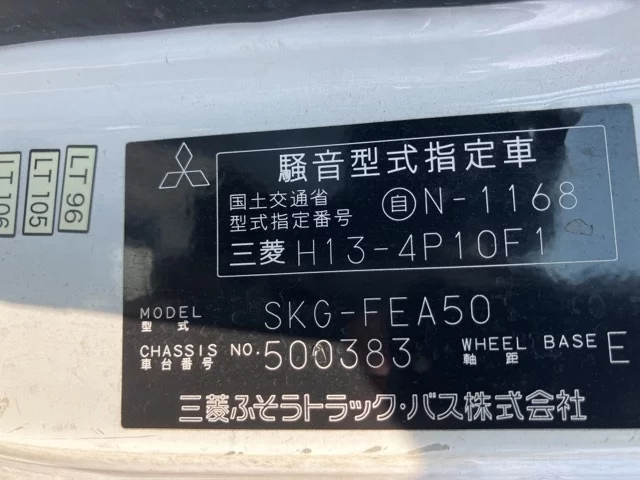 騒音型式指定車
国土交通省
型式指定番号 自N-1168
三菱 H13-4P10F1
MODEL SKG-FEA50
型式
CHASSIS NO. 500383 WHEEL BASE E
車台番号 軸距
三菱ふそうトラック・バス株式会社
LT 96
LT 105
LT 106